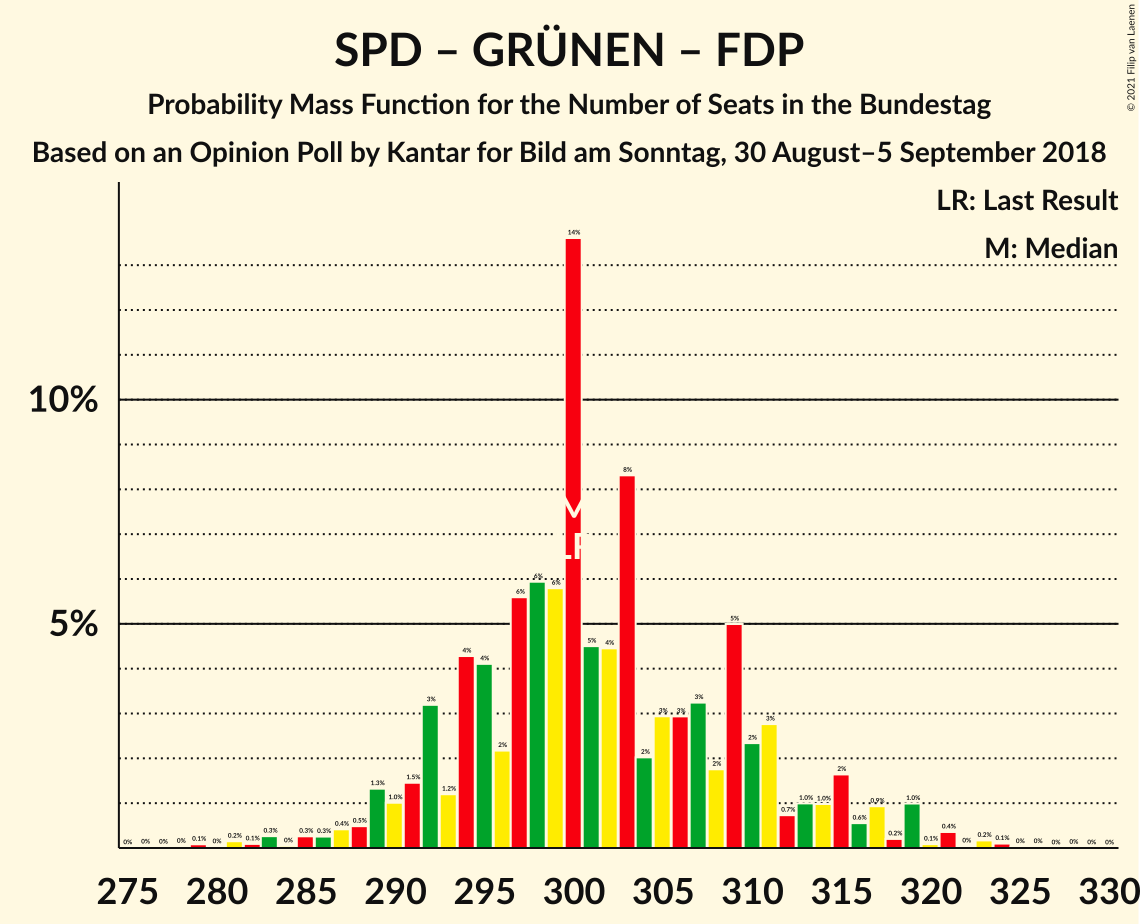 SPD – GRÜNEN – FDP
Probability Mass Function for the Number of Seats in the Bundestag
Based on an Opinion Poll by Kantar for Bild am Sonntag, 30 August–5 September 2018
© 2021 Filip van Laenen
LR: Last Result
M: Median
10%
5%
M
LR
0% 0% 0% 0% 0.1% 0% 0.2% 0.1% 0.3% 0% 0.3% 0.3% 0.4% 0.5% 1.3% 1.0% 1.5% 3% 1.2% 4% 4% 2% 6% 6% 6% 14% 5% 4% 8% 2% 3% 3% 3% 2% 5% 2% 3% 0.7% 1.0% 1.0% 2% 0.6% 0.9% 0.2% 1.0% 0.1% 0.4% 0% 0.2% 0.1% 0% 0% 0% 0% 0% 0%
275 280 285 290 295 300 305 310 315 320 325 330